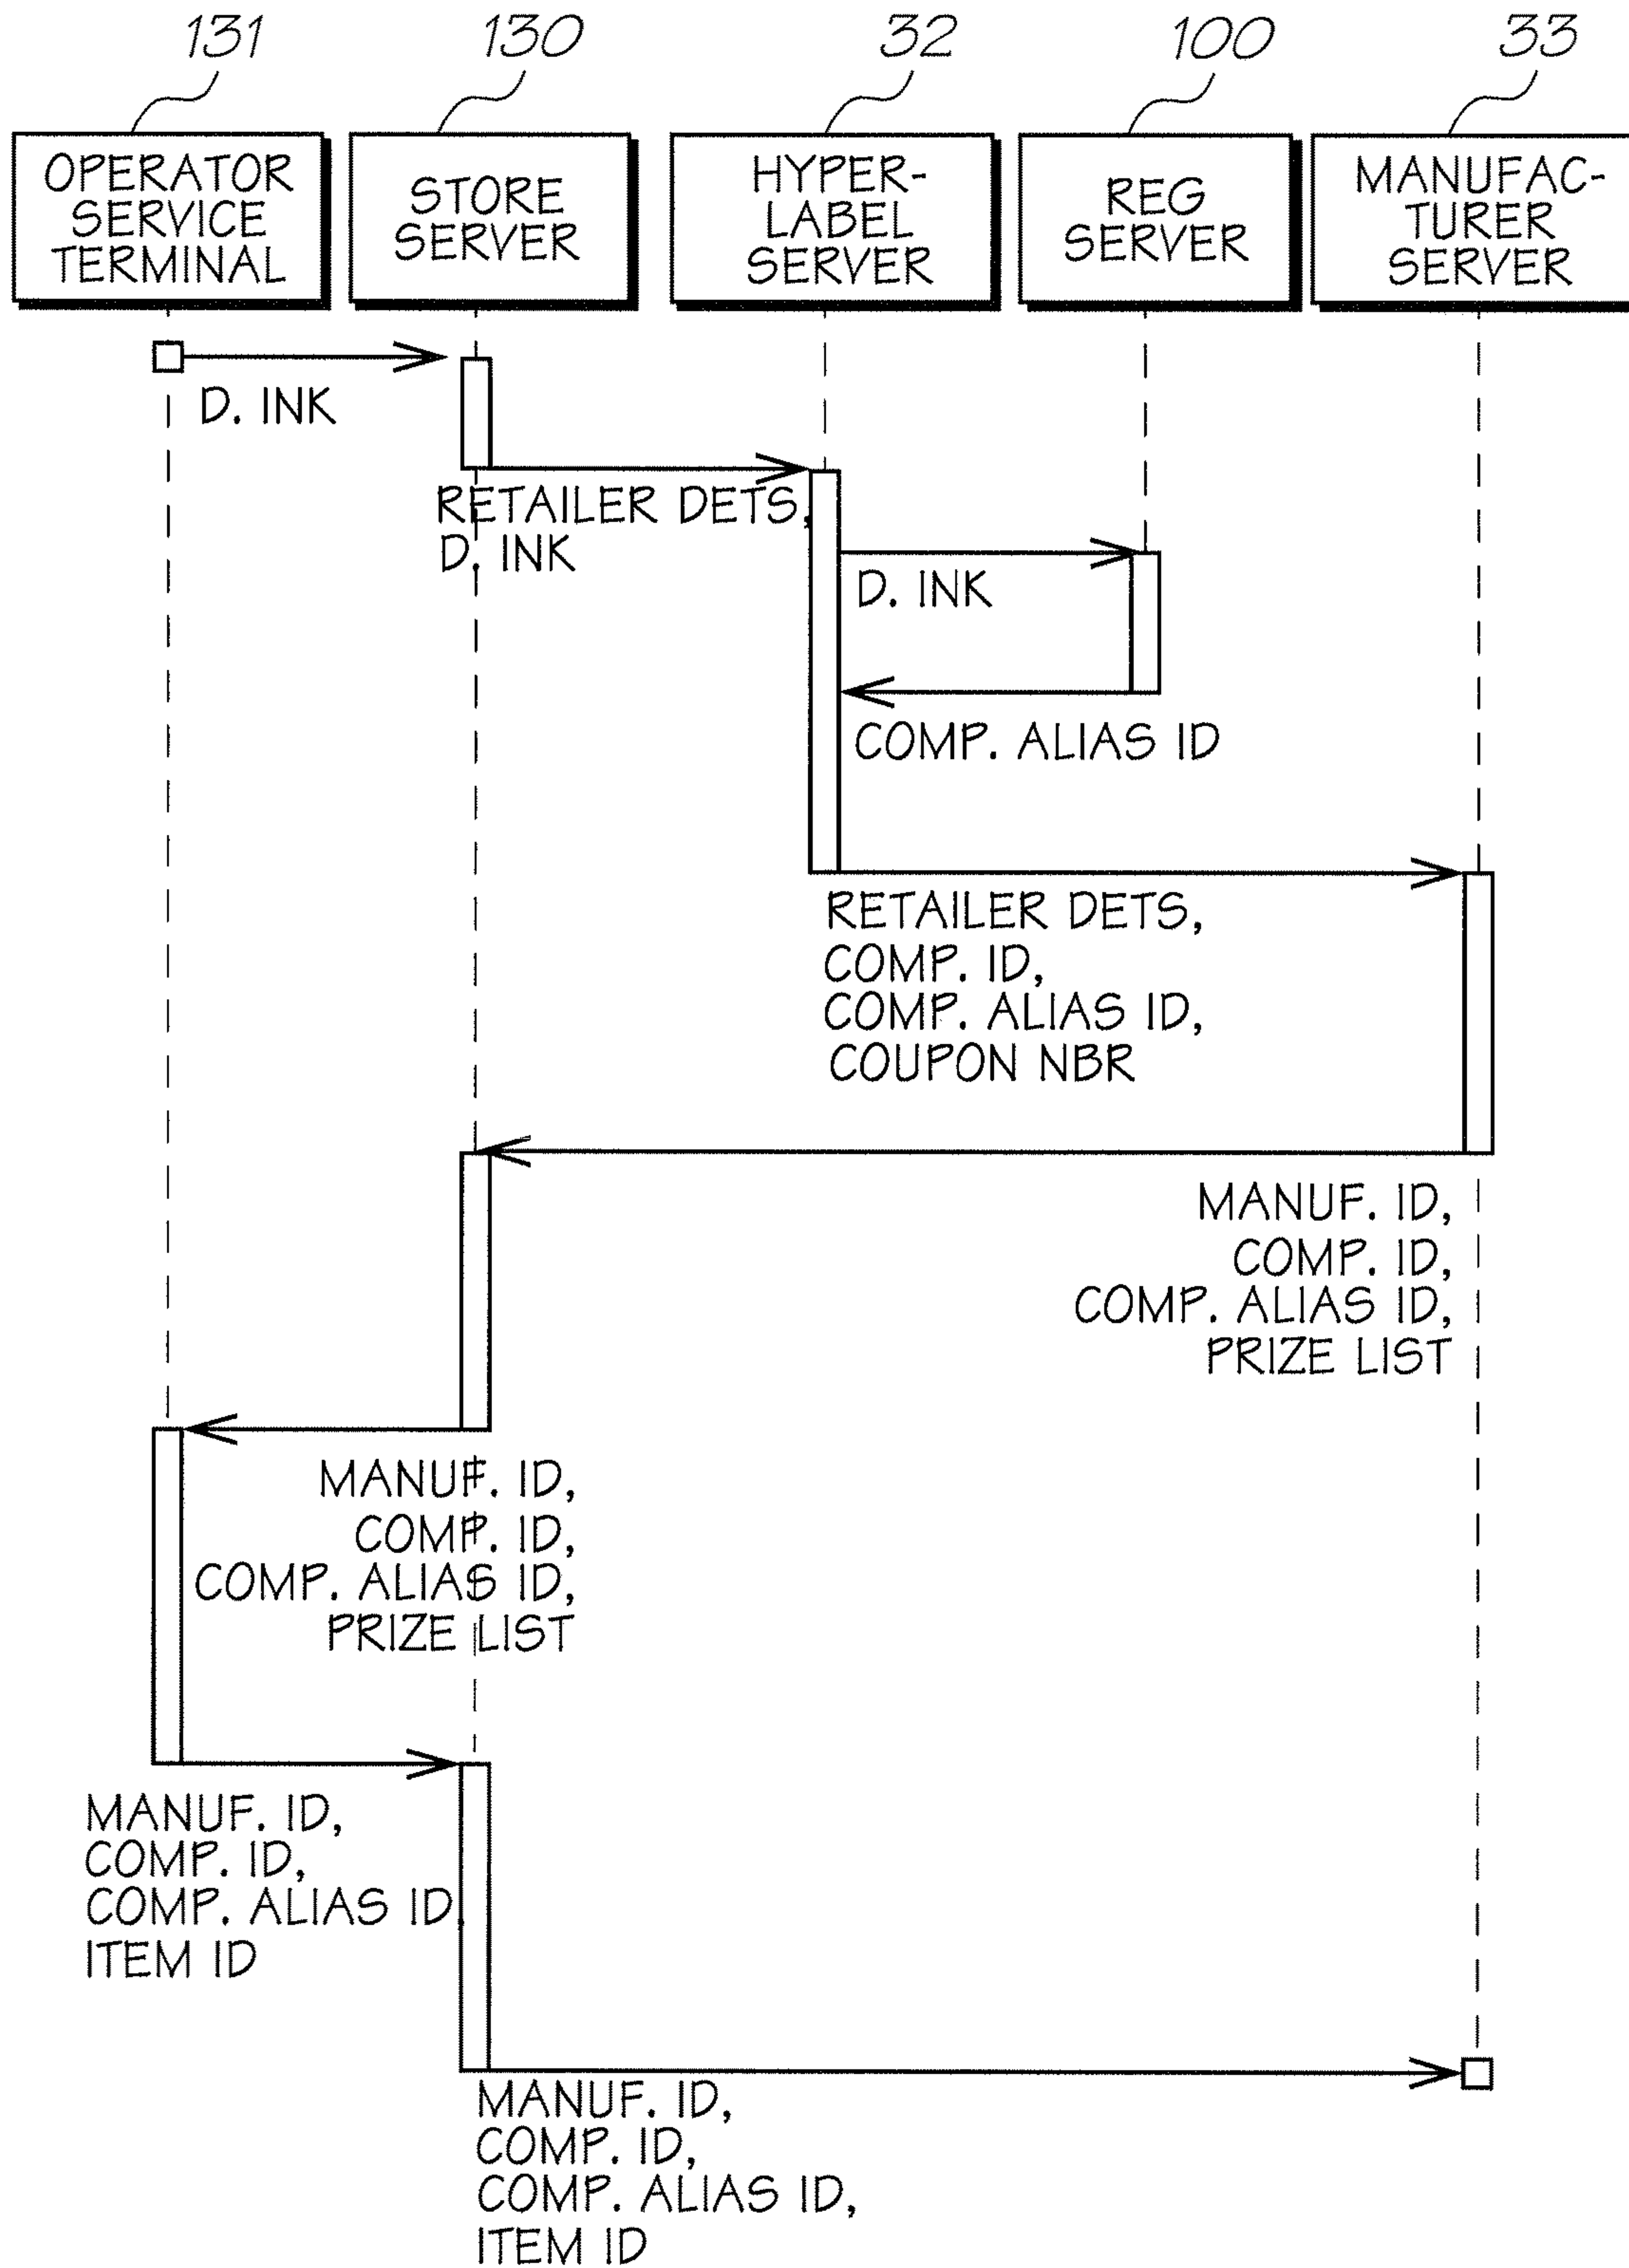 131
130
32
100
33
OPERATOR
SERVICE
TERMINAL
STORE
SERVER
HYPER-
LABEL
SERVER
REG
SERVER
MANUFAC-
TURER
SERVER
D. INK
RETAILER DETS,
D. INK
D. INK
COMP. ALIAS ID
RETAILER DETS,
COMP. ID,
COMP. ALIAS ID,
COUPON NBR
MANUF. ID,
COMP. ID,
COMP. ALIAS ID,
PRIZE LIST
MANUF. ID,
COMP. ID,
COMP. ALIAS ID,
PRIZE LIST
MANUF. ID,
COMP. ID,
COMP. ALIAS ID,
ITEM ID
MANUF. ID,
COMP. ID,
COMP. ALIAS ID,
ITEM ID